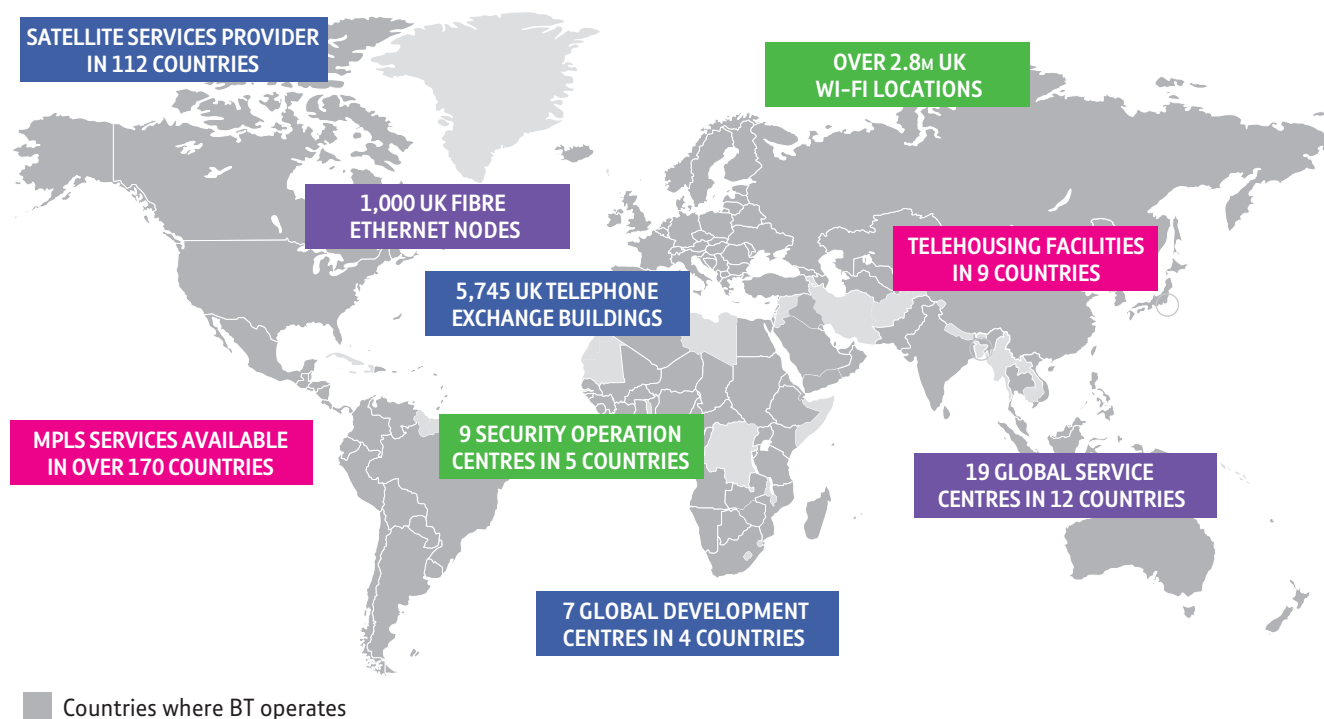 SATELLITE SERVICES PROVIDER
IN 112 COUNTRIES
OVER 2.8M UK
WI-FI LOCATIONS
1,000 UK FIBRE
ETHERNET NODES
TELEHOUSING FACILITIES
IN 9 COUNTRIES
5,745 UK TELEPHONE
EXCHANGE BUILDINGS
MPLS SERVICES AVAILABLE
IN OVER 170 COUNTRIES
9 SECURITY OPERATION
CENTRES IN 5 COUNTRIES
19 GLOBAL SERVICE
CENTRES IN 12 COUNTRIES
7 GLOBAL DEVELOPMENT
CENTRES IN 4 COUNTRIES
Countries where BT operates